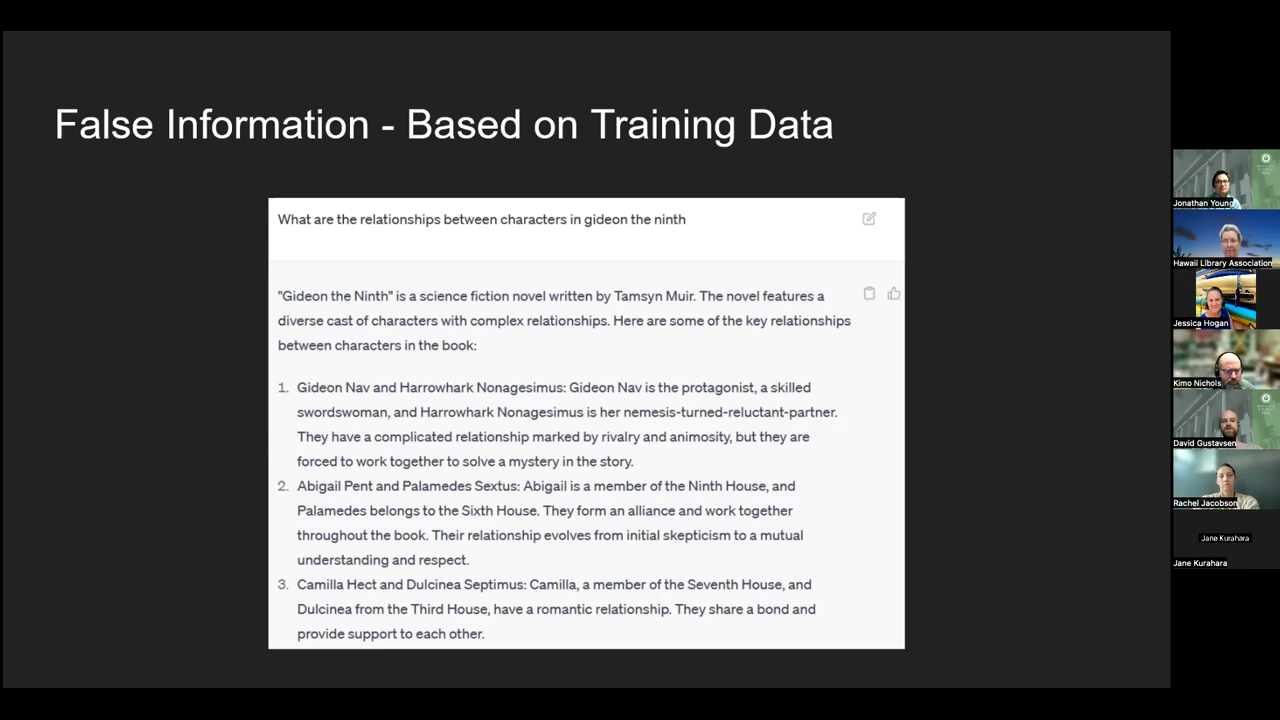 False Information - Based on Training Data
What are the relationships between characters in gideon the ninth
"Gideon the Ninth" is a science fiction novel written by Tamsyn Muir. The novel features a
diverse cast of characters with complex relationships. Here are some of the key relationships
between characters in the book:
1. Gideon Nav and Harrowhark Nonagesimus: Gideon Nav is the protagonist, a skilled
swordswoman, and Harrowhark Nonagesimus is her nemesis-turned-reluctant-partner.
They have a complicated relationship marked by rivalry and animosity, but they are
forced to work together to solve a mystery in the story.
2. Abigail Pent and Palamedes Sextus: Abigail is a member of the Ninth House, and
Palamedes belongs to the Sixth House. They form an alliance and work together
throughout the book. Their relationship evolves from initial skepticism to a mutual
understanding and respect.
3. Camilla Hect and Dulcinea Septimus: Camilla, a member of the Seventh House, and
Dulcinea from the Third House, have a romantic relationship. They share a bond and
provide support to each other.
Jonathan Young
Hawaii Library Association
Jessica Hogan
Kimo Nichols
David Gustavsen
Rachel Jacobson
Jane Kurahara
Jane Kurahara